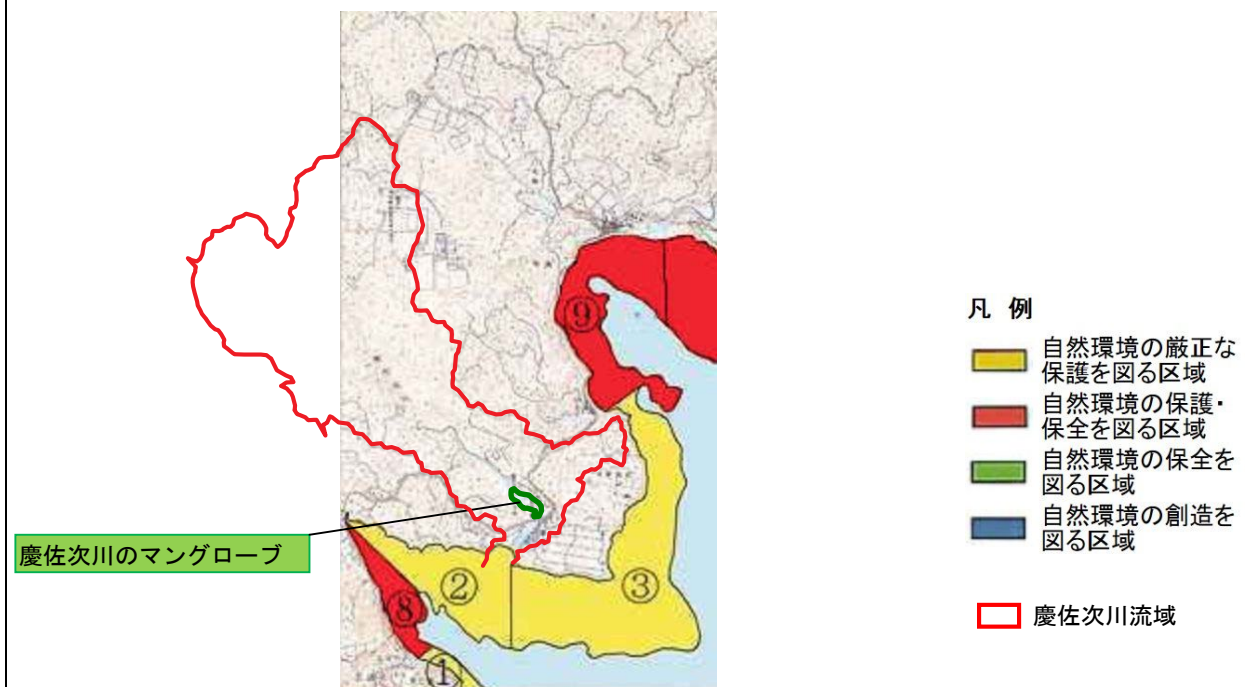 ⑨
慶佐次川のマングローブ
②
③
⑧
①
凡 例
自然環境の厳正な
保護を図る区域
自然環境の保護・
保全を図る区域
自然環境の保全を
図る区域
自然環境の創造を
図る区域
慶佐次川流域